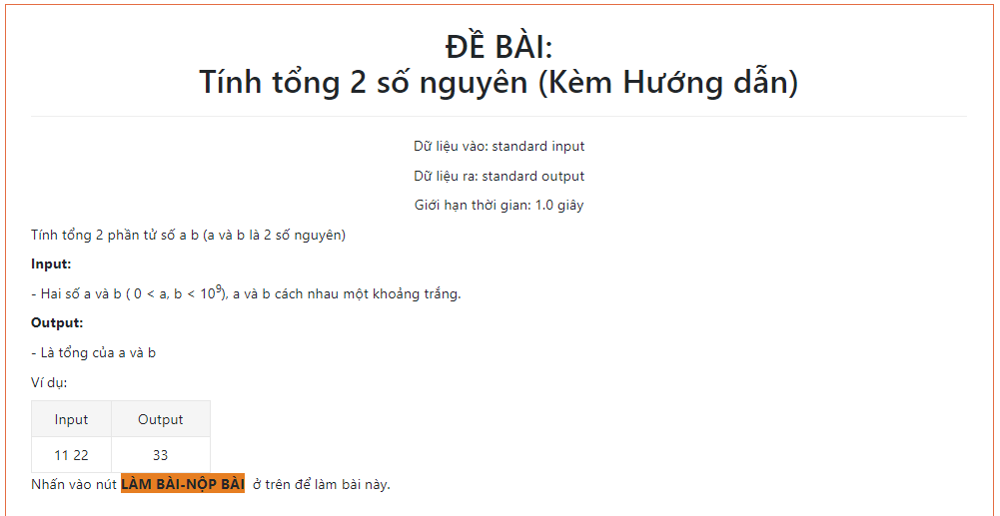 ĐỀ BÀI:
Tính tổng 2 số nguyên (Kèm Hướng dẫn)
Dữ liệu vào: standard input
Dữ liệu ra: standard output
Giới hạn thời gian: 1.0 giây
Tính tổng 2 phần tử số a b (a và b là 2 số nguyên)
Input:
- Hai số a và b ( 0 < a, b < 10⁹), a và b cách nhau một khoảng trắng.
Output:
- Là tổng của a và b
Ví dụ:
Input Output
11 22 33
Nhấn vào nút LÀM BÀI-NỘP BÀI ở trên để làm bài này.